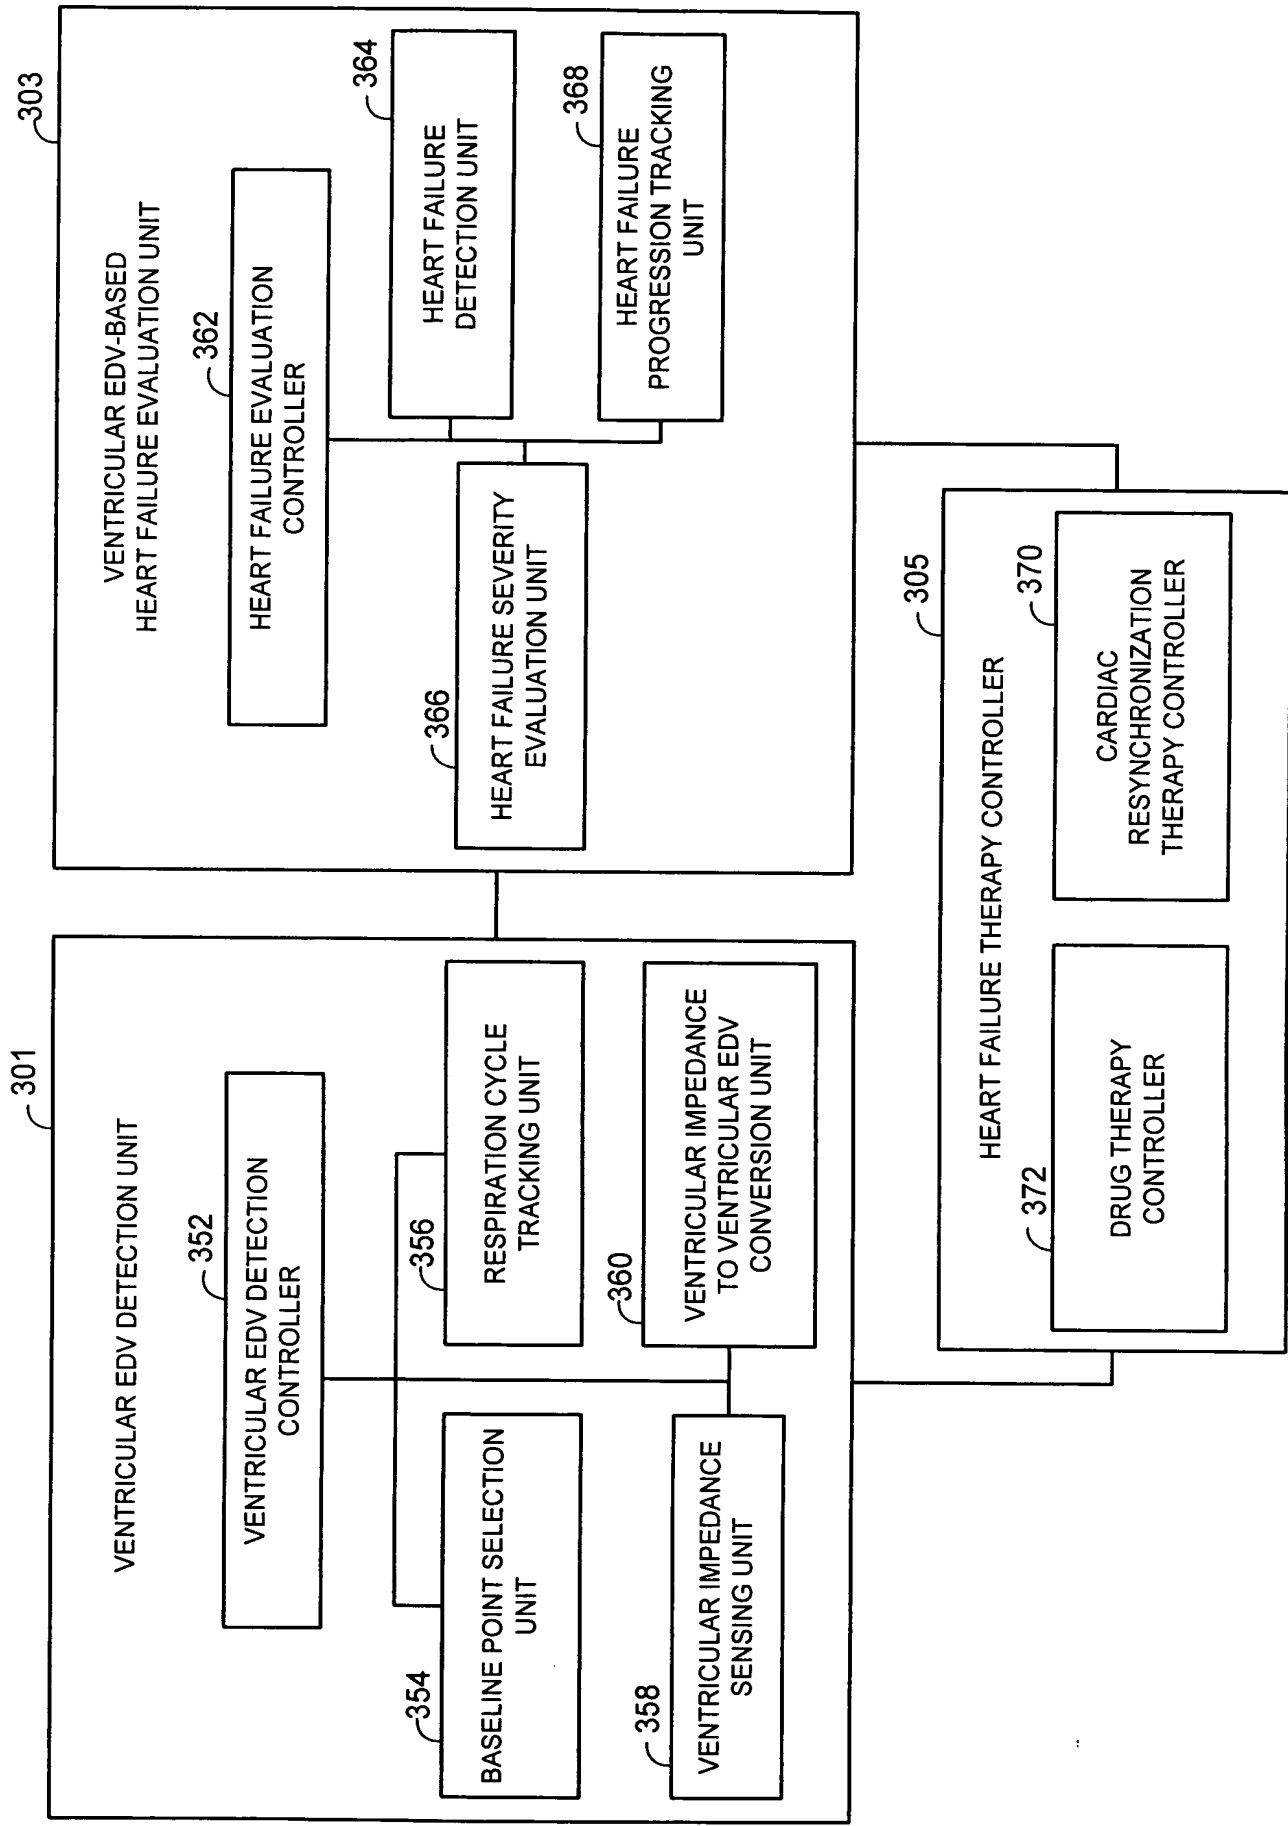 301
VENTRICULAR EDV DETECTION UNIT
352
VENTRICULAR EDV DETECTION
CONTROLLER
354
BASELINE POINT SELECTION
UNIT
356
RESPIRATION CYCLE
TRACKING UNIT
358
VENTRICULAR IMPEDANCE
SENSING UNIT
360
VENTRICULAR IMPEDANCE
TO VENTRICULAR EDV
CONVERSION UNIT
303
VENTRICULAR EDV-BASED
HEART FAILURE EVALUATION UNIT
362
HEART FAILURE EVALUATION
CONTROLLER
366
HEART FAILURE SEVERITY
EVALUATION UNIT
364
HEART FAILURE
DETECTION UNIT
368
HEART FAILURE
PROGRESSION TRACKING
UNIT
305
HEART FAILURE THERAPY CONTROLLER
372
DRUG THERAPY
CONTROLLER
370
CARDIAC
RESYNCHRONIZATION
THERAPY CONTROLLER